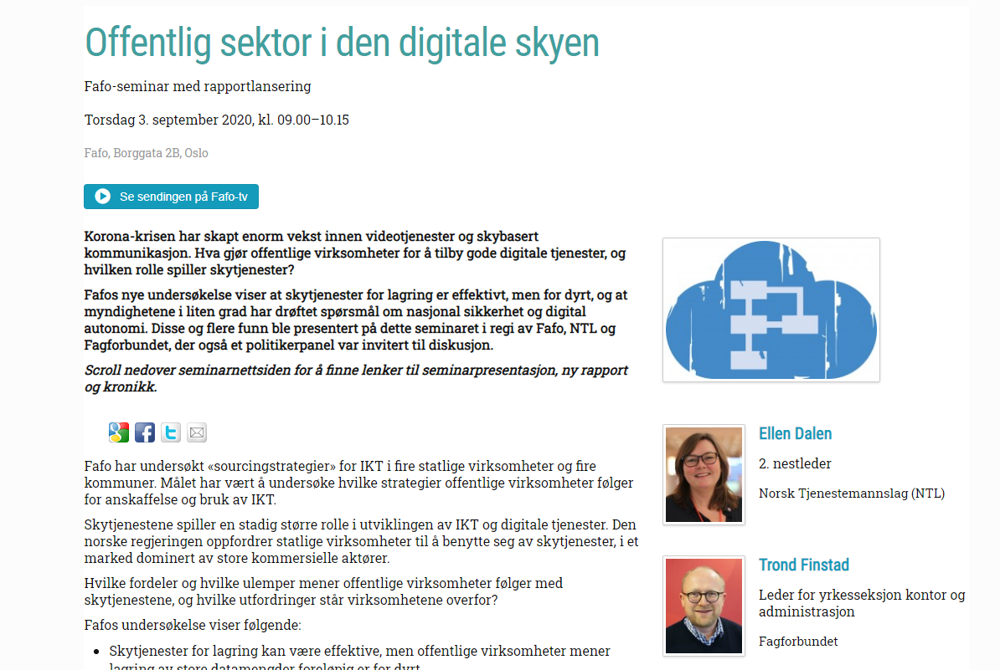 Offentlig sektor i den digitale skyen
Fafo-seminar med rapportlansering
Torsdag 3. september 2020, kl. 09.00–10.15
Fafo, Borggata 2B, Oslo
Se sendingen på Fafo-tv
Korona-krisen har skapt enorm vekst innen videotjenester og skybasert
kommunikasjon. Hva gjør offentlige virksomheter for å tilby gode digitale tjenester, og
hvilken rolle spiller skytjenester?
Fafos nye undersøkelse viser at skytjenester for lagring er effektivt, men for dyrt, og at
myndighetene i liten grad har drøftet spørsmål om nasjonal sikkerhet og digital
autonomi. Disse og flere funn ble presentert på dette seminaret i regi av Fafo, NTL og
Fagforbundet, der også et politikerpanel var invitert til diskusjon.
Scroll nedover seminarnettsiden for å finne lenker til seminarpresentasjon, ny rapport
og kronikk.
Fafo har undersøkt «sourcingstrategier» for IKT i fire statlige virksomheter og fire
kommuner. Målet har vært å undersøke hvilke strategier offentlige virksomheter følger
for anskaffelse og bruk av IKT.
Skytjenestene spiller en stadig større rolle i utviklingen av IKT og digitale tjenester. Den
norske regjeringen oppfordrer statlige virksomheter til å benytte seg av skytjenester, i et
marked dominert av store kommersielle aktører.
Hvilke fordeler og hvilke ulemper mener offentlige virksomheter følger med
skytjenestene, og hvilke utfordringer står virksomhetene overfor?
Fafos undersøkelse viser følgende:
• Skytjenester for lagring kan være effektive, men offentlige virksomheter mener
lagring av store datamengder foreløpig er for dyrt
Ellen Dalen
2. nestleder
Norsk Tjenestemannslag (NTL)
Trond Finstad
Leder for yrkesseksjon kontor og
administrasjon
Fagforbundet